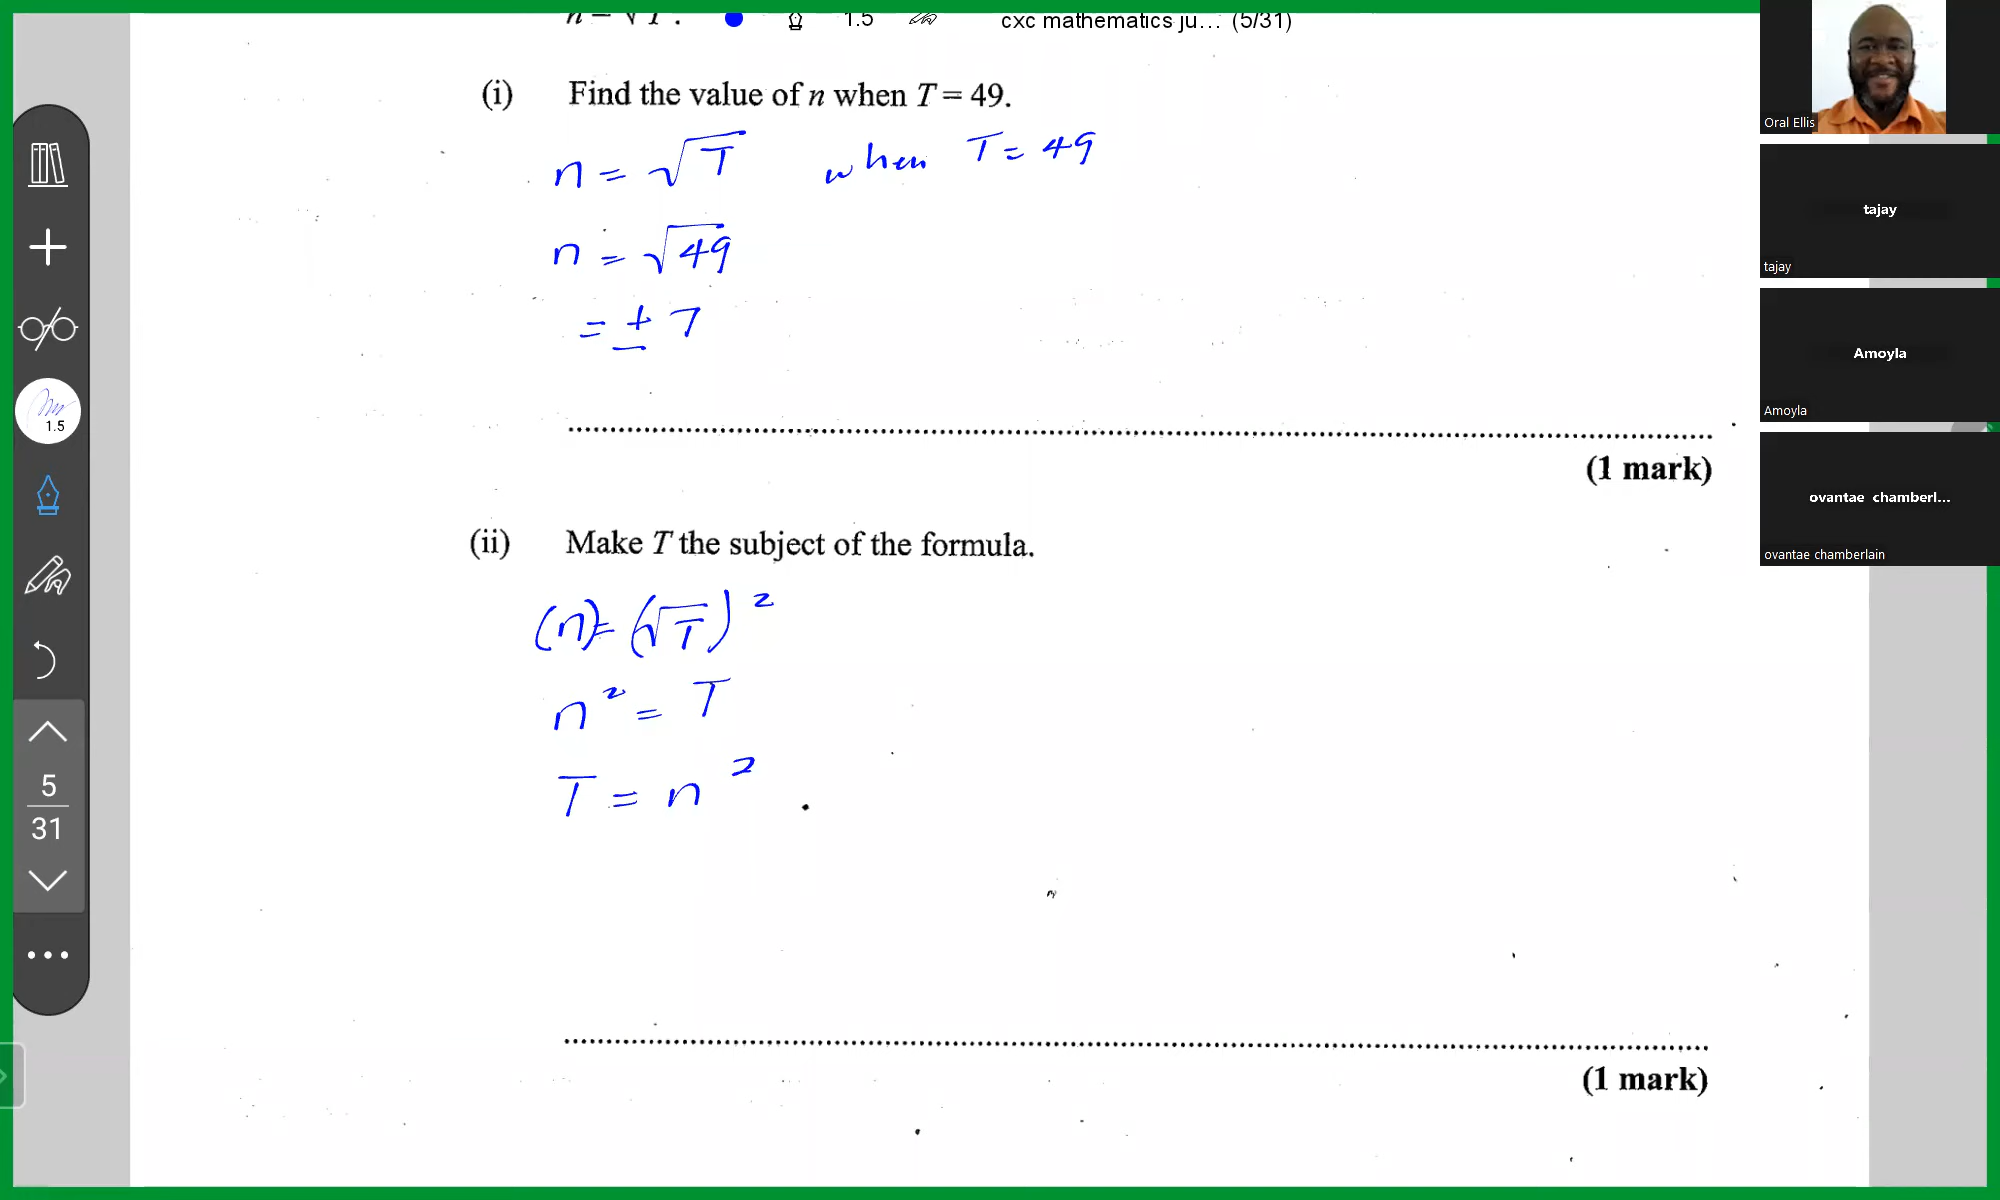 n = √T .
1.5
cxc mathematics ju... (5/31)
(i) Find the value of n when T = 49.
n = √T when T = 49
n = √49
= ± 7
(1 mark)
(ii) Make T the subject of the formula.
(n) = (√T)²
n² = T
T = n²
(1 mark)
1.5
5
31
Oral Ellis
tajay
tajay
Amoyla
Amoyla
ovantae chamberl...
ovantae chamberlain